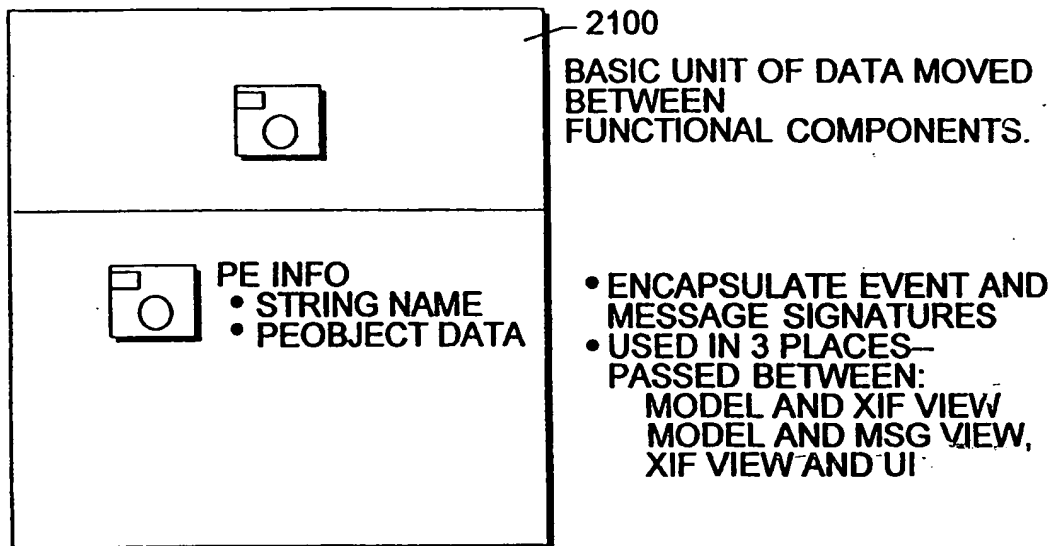 2100
BASIC UNIT OF DATA MOVED
BETWEEN
FUNCTIONAL COMPONENTS.
PE INFO
• STRING NAME
• PEOBJECT DATA
• ENCAPSULATE EVENT AND
MESSAGE SIGNATURES
• USED IN 3 PLACES–
PASSED BETWEEN:
MODEL AND XIF VIEW
MODEL AND MSG VIEW,
XIF VIEW AND UI